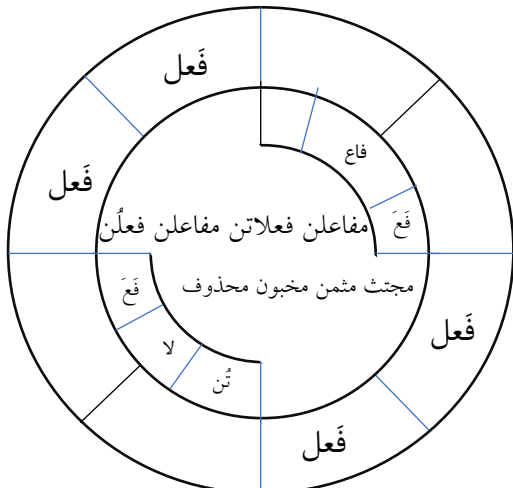 فَعل
فَعل
فاع
فَعَ
مفاعلن فعلاتن مفاعلن فعلُن
مجتث مثمن مخبون محذوف
فَعَ
لا
تُن
فَعل
فَعل